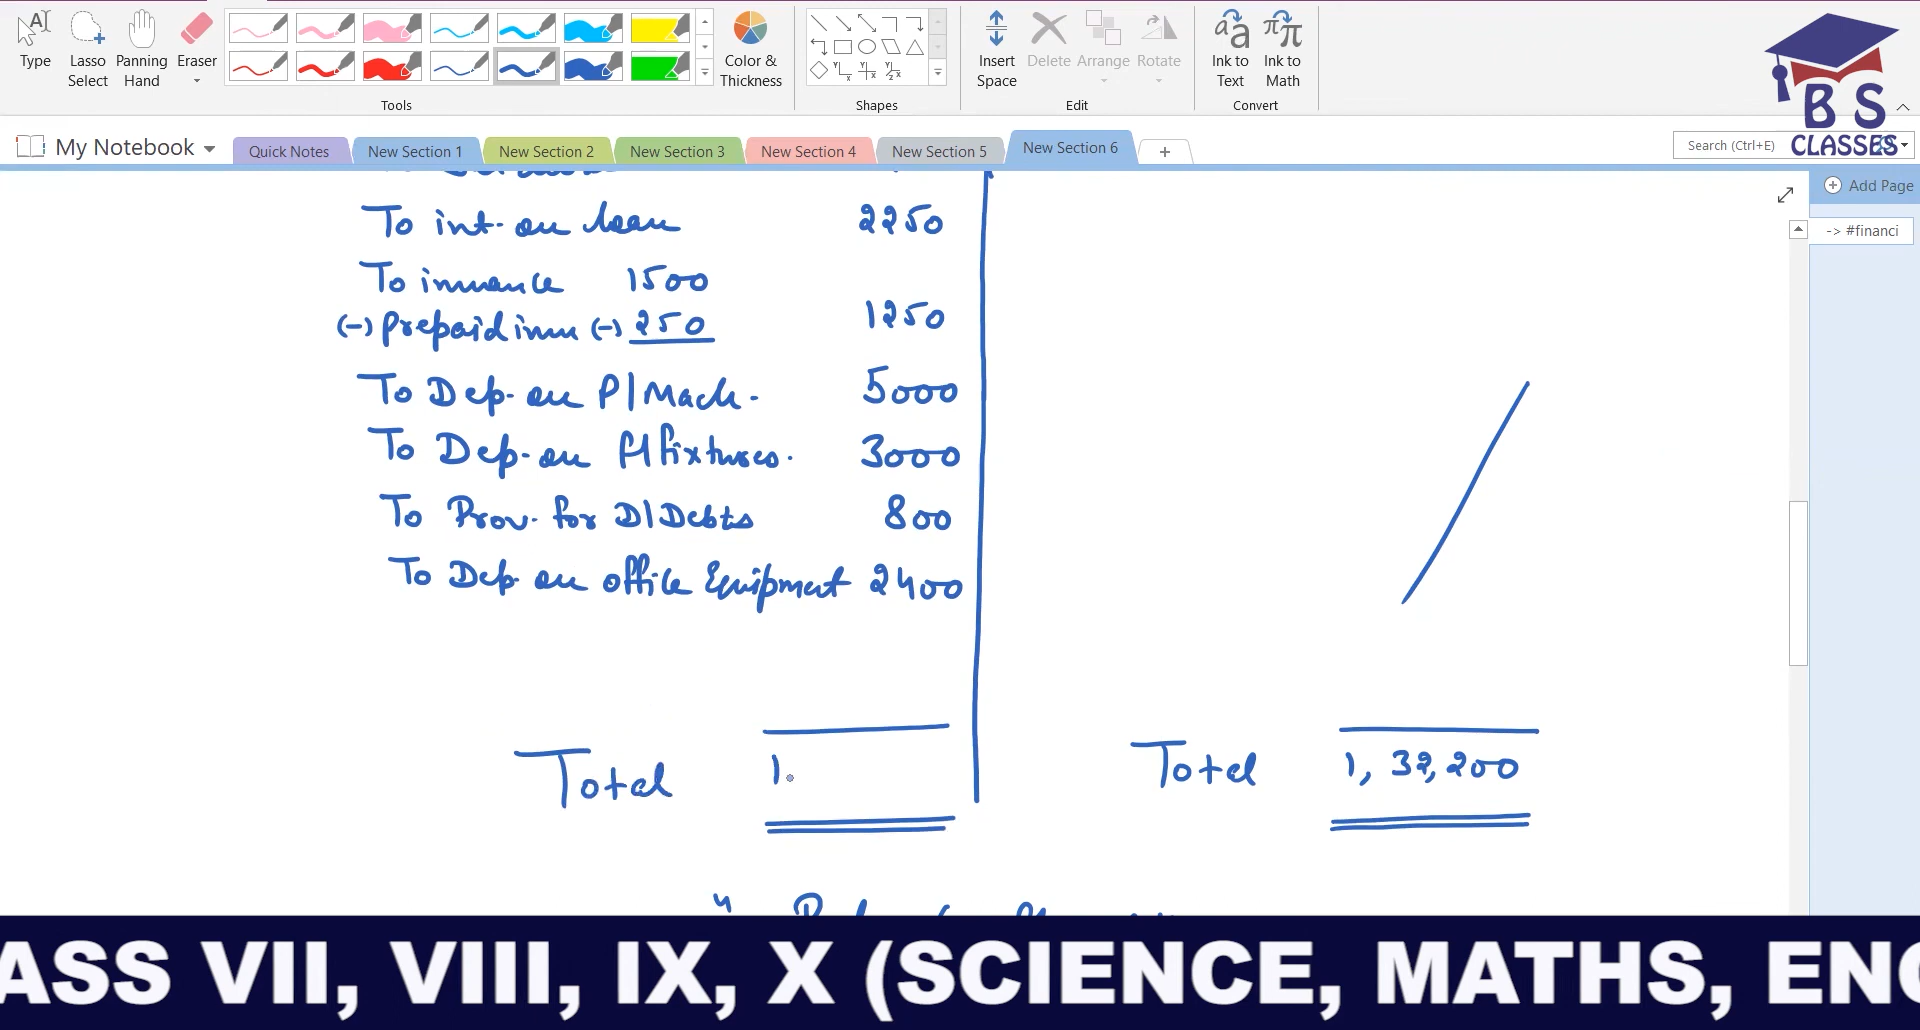 Type
Lasso Select
Panning Hand
Eraser
Color & Thickness
Insert Space
Delete
Arrange
Rotate
Ink to Text
Ink to Math
Tools
Shapes
Edit
Convert
BS
CLASSES
My Notebook
Quick Notes
New Section 1
New Section 2
New Section 3
New Section 4
New Section 5
New Section 6
Search (Ctrl+E)
Add Page
-> #financi
To int. on loan 2250
To insurance 1500
(-) Prepaid insu (-) 250 1250
To Dep. on P/Mach. 5000
To Dep. on f/fixtures. 3000
To Prov. for D/Debts 800
To Dep on office Equipment 2400
Total 1.
Total 1,32,200
ASS VII, VIII, IX, X (SCIENCE, MATHS, ENG